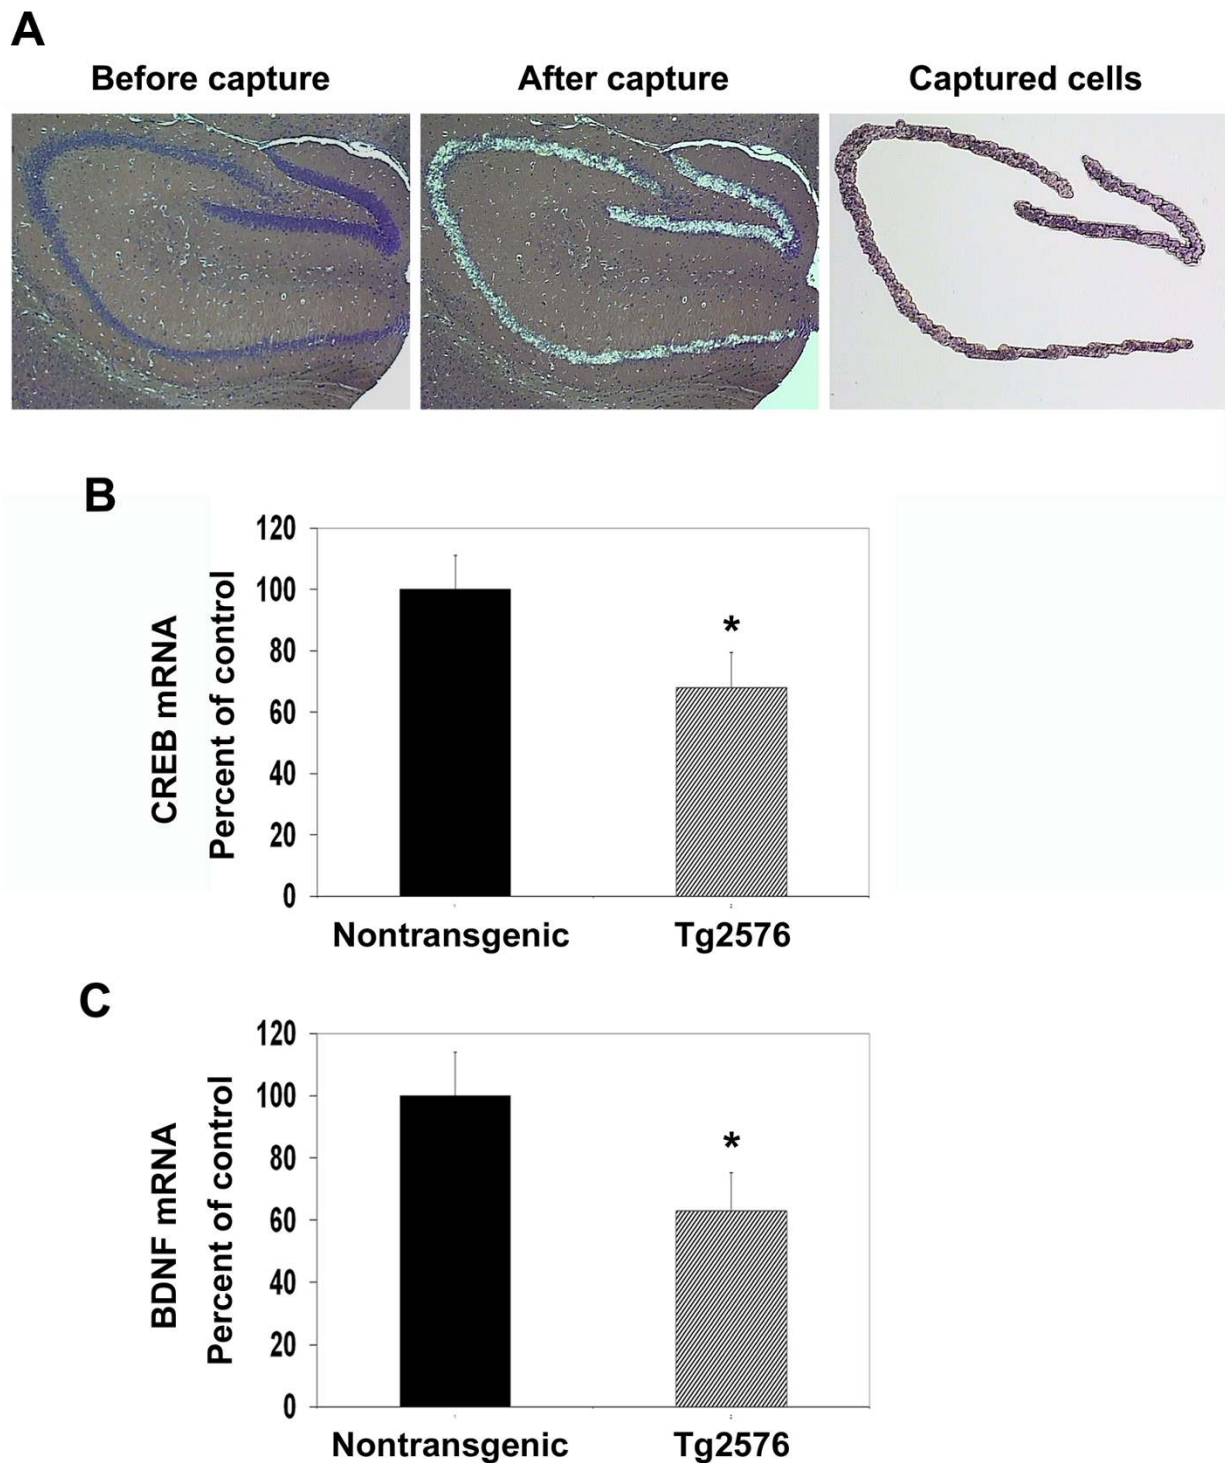 A
Before capture
After capture
Captured cells
B
CREB mRNA
Percent of control
120
100
80
60
40
20
0
*
Nontransgenic
Tg2576
C
BDNF mRNA
Percent of control
120
100
80
60
40
20
0
*
Nontransgenic
Tg2576